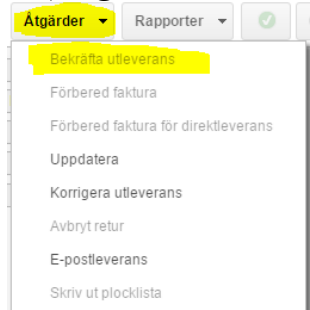 Åtgärder Rapporter
Bekräfta utleverans
Förbered faktura
Förbered faktura för direktleverans
Uppdatera
Korrigera utleverans
Avbryt retur
E-postleverans
Skriv ut plocklista